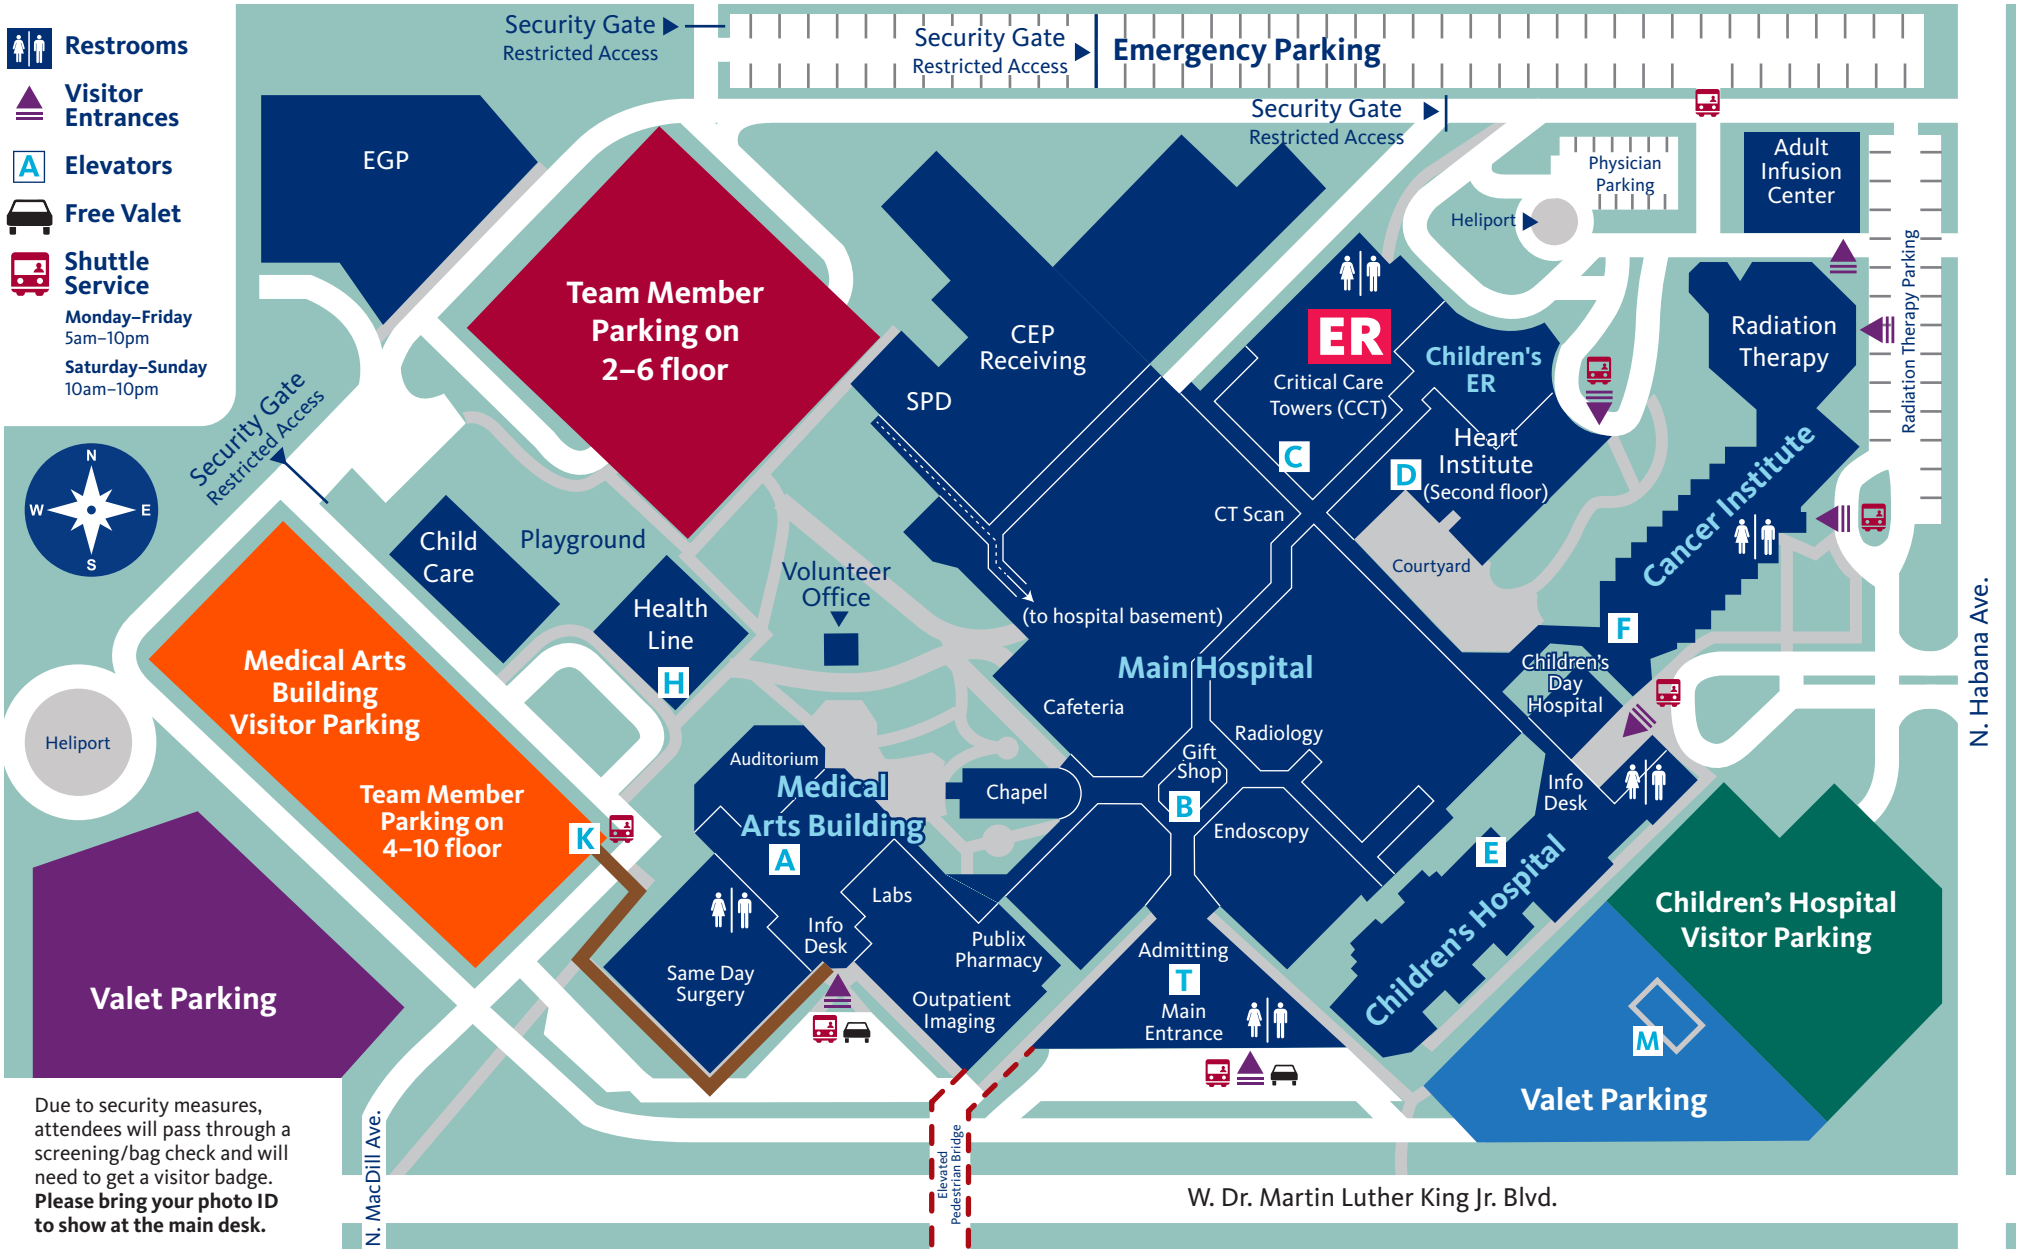 Restrooms
Visitor
Entrances
A
Elevators
Free Valet
Shuttle
Service
Monday–Friday
5am–10pm
Saturday–Sunday
10am–10pm
Security Gate
Restricted Access
Security Gate
Restricted Access
Emergency Parking
Security Gate
Restricted Access
EGP
Team Member
Parking on
2–6 floor
CEP
Receiving
SPD
Physician
Parking
Heliport
Adult
Infusion
Center
Radiation Therapy Parking
Radiation
Therapy
ER
Critical Care
Towers (CCT)
Children's
ER
C
D
Heart
Institute
(Second floor)
CT Scan
Courtyard
Cancer Institute
F
Security Gate
Restricted Access
N
W
E
S
Child
Care
Playground
Health
Line
H
Volunteer
Office
(to hospital basement)
Main Hospital
Cafeteria
Radiology
Gift
Shop
B
Endoscopy
Children's
Day
Hospital
Info
Desk
E
Children's Hospital
N. Habana Ave.
Medical Arts
Building
Visitor Parking
Team Member
Parking on
4–10 floor
K
Heliport
Valet Parking
Auditorium
Medical
Arts Building
A
Chapel
Labs
Info
Desk
Same Day
Surgery
Publix
Pharmacy
Outpatient
Imaging
Admitting
T
Main
Entrance
Children's Hospital
Visitor Parking
M
Valet Parking
Due to security measures,
attendees will pass through a
screening/bag check and will
need to get a visitor badge.
Please bring your photo ID
to show at the main desk.
N. MacDill Ave.
Elevated
Pedestrian Bridge
W. Dr. Martin Luther King Jr. Blvd.